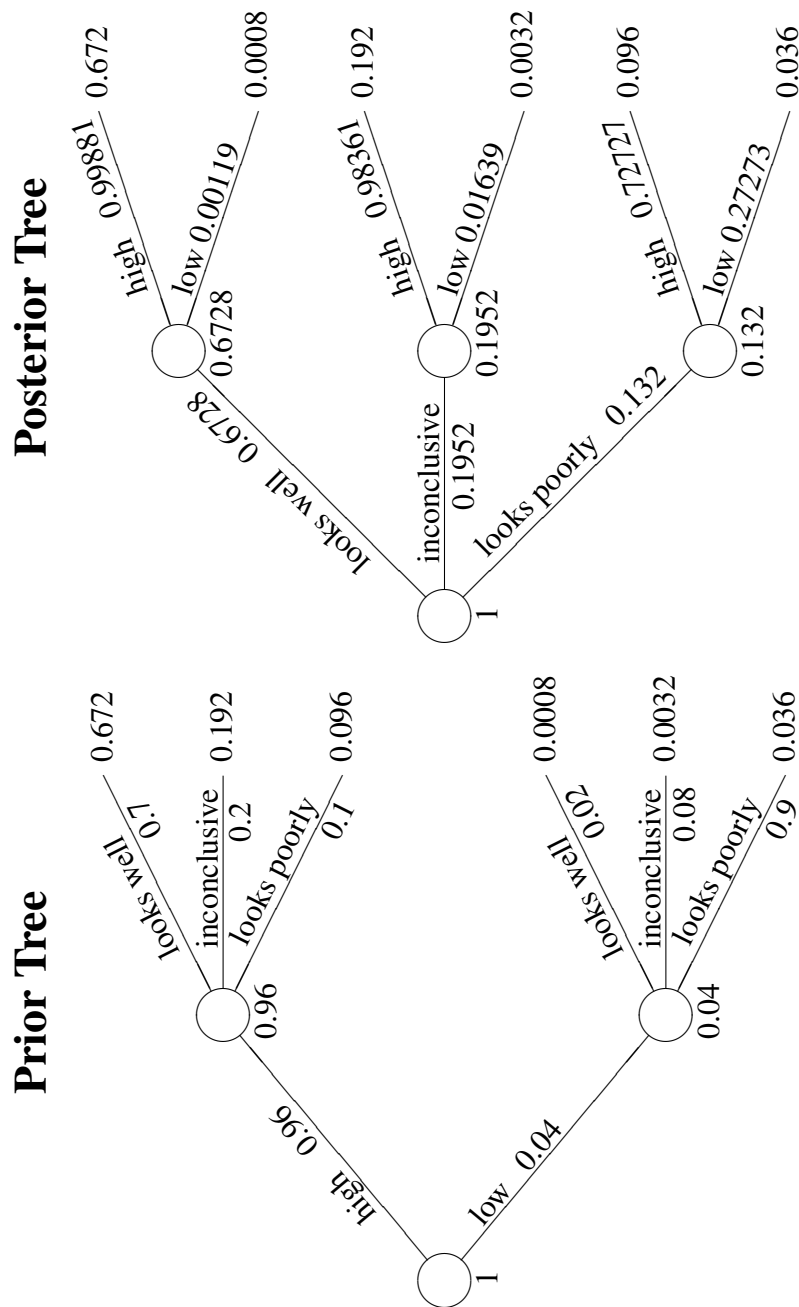 Prior Tree
1
high 0.96
low 0.04
0.96
looks well 0.7
inconclusive
0.2
looks poorly
0.1
0.672
0.192
0.096
0.04
looks well
0.02
inconclusive
0.08
looks poorly
0.9
0.0008
0.0032
0.036
Posterior Tree
1
looks well 0.6728
inconclusive
0.1952
looks poorly 0.132
0.6728
high 0.99881
low 0.00119
0.672
0.0008
0.1952
high 0.98361
low 0.01639
0.192
0.0032
0.132
high 0.72727
low 0.27273
0.096
0.036